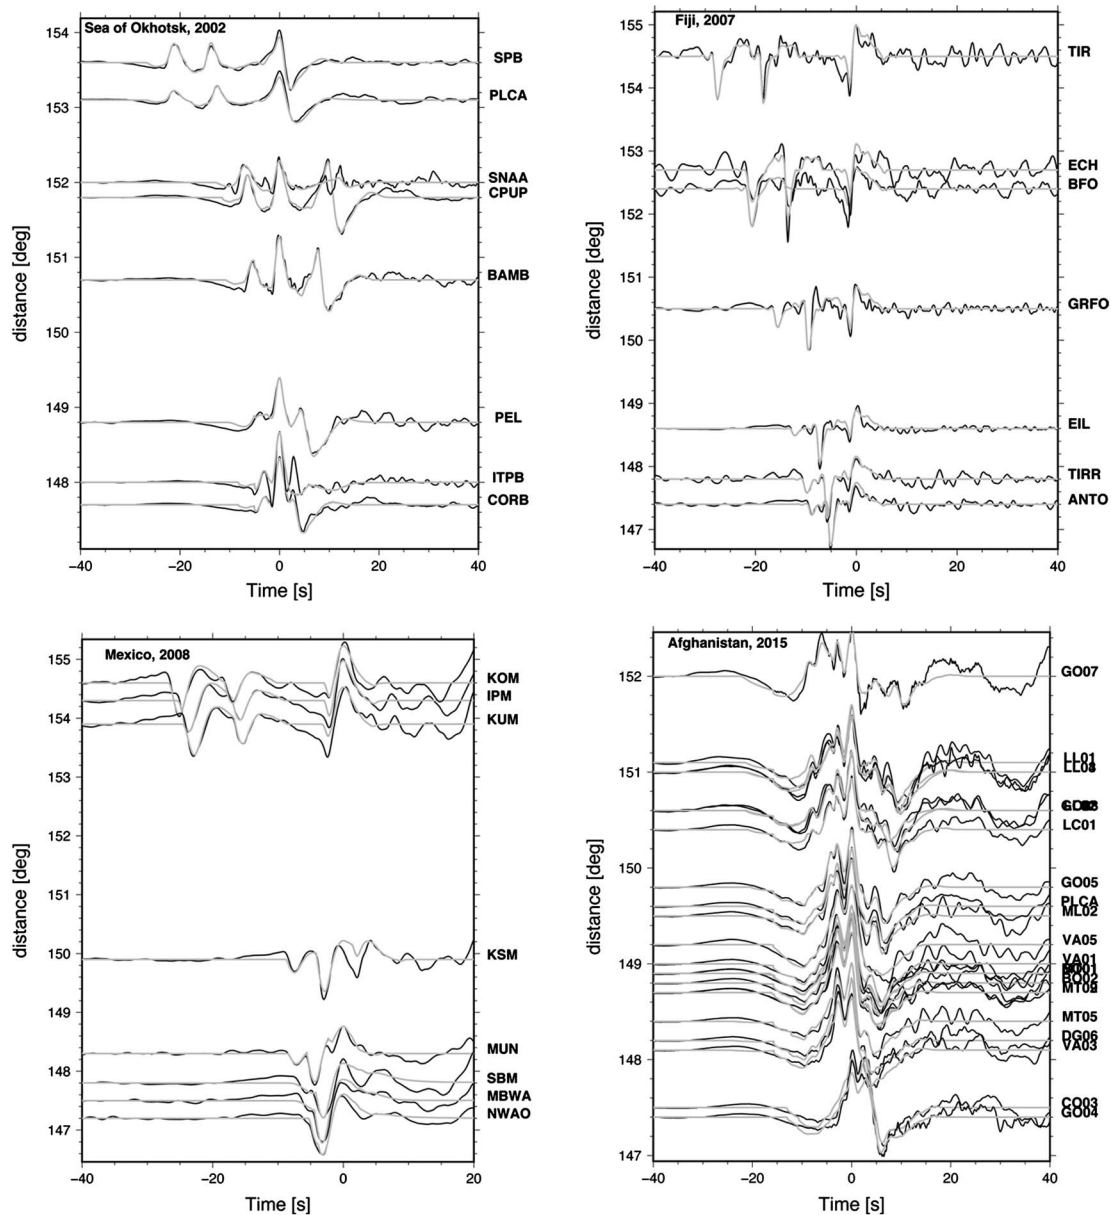 Sea of Okhotsk, 2002
154
153
152
151
150
149
148
distance [deg]
SPB
PLCA
SNAA
CPUP
BAMB
PEL
ITPB
CORB
−40 −20 0 20 40
Time [s]
Fiji, 2007
155
154
153
152
151
150
149
148
147
distance [deg]
TIR
ECH
BFO
GRFO
EIL
TIRR
ANTO
−40 −20 0 20 40
Time [s]
Mexico, 2008
155
154
153
152
151
150
149
148
147
distance [deg]
KOM
IPM
KUM
KSM
MUN
SBM
MBWA
NWAO
−40 −20 0 20
Time [s]
Afghanistan, 2015
152
151
150
149
148
147
distance [deg]
GO07
LL01
LC01
GO05
PLCA
ML02
VA05
VA01
MT05
DG06
VA03
CO03
GO04
−40 −20 0 20 40
Time [s]